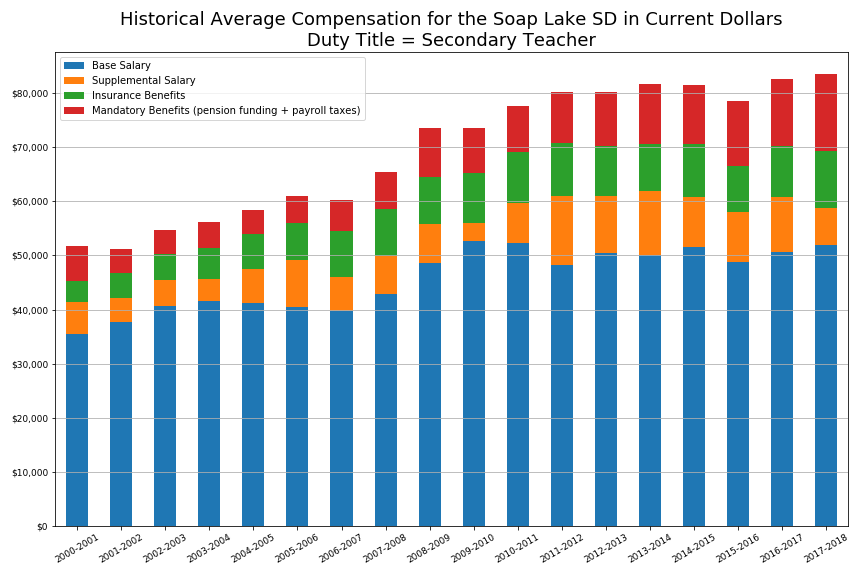 Historical Average Compensation for the Soap Lake SD in Current Dollars
Duty Title = Secondary Teacher
Base Salary
Supplemental Salary
Insurance Benefits
Mandatory Benefits (pension funding + payroll taxes)
$80,000
$70,000
$60,000
$50,000
$40,000
$30,000
$20,000
$10,000
$0
2000-2001 2001-2002 2002-2003 2003-2004 2004-2005 2005-2006 2006-2007 2007-2008 2008-2009 2009-2010 2010-2011 2011-2012 2012-2013 2013-2014 2014-2015 2015-2016 2016-2017 2017-2018